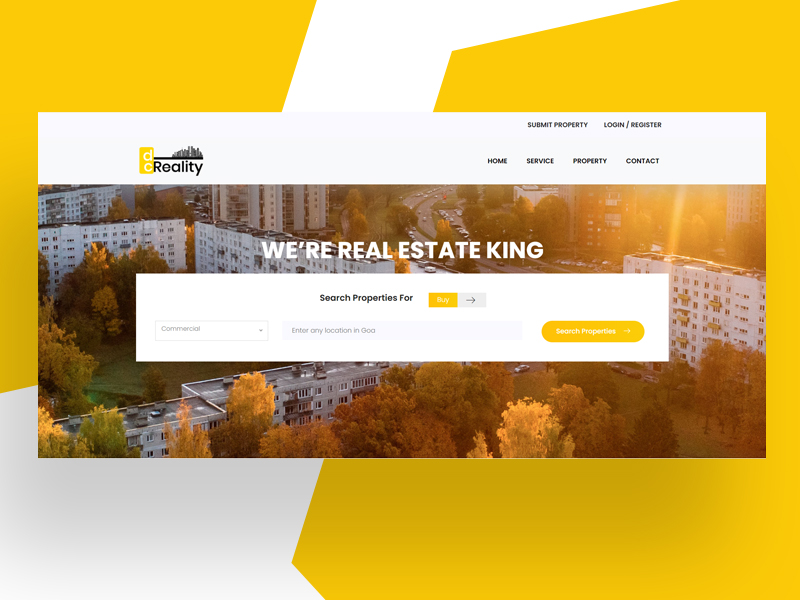 SUBMIT PROPERTY LOGIN / REGISTER
dc Reality
HOME SERVICE PROPERTY CONTACT
WE'RE REAL ESTATE KING
Search Properties For Buy
Commercial Enter any location in Goa Search Properties